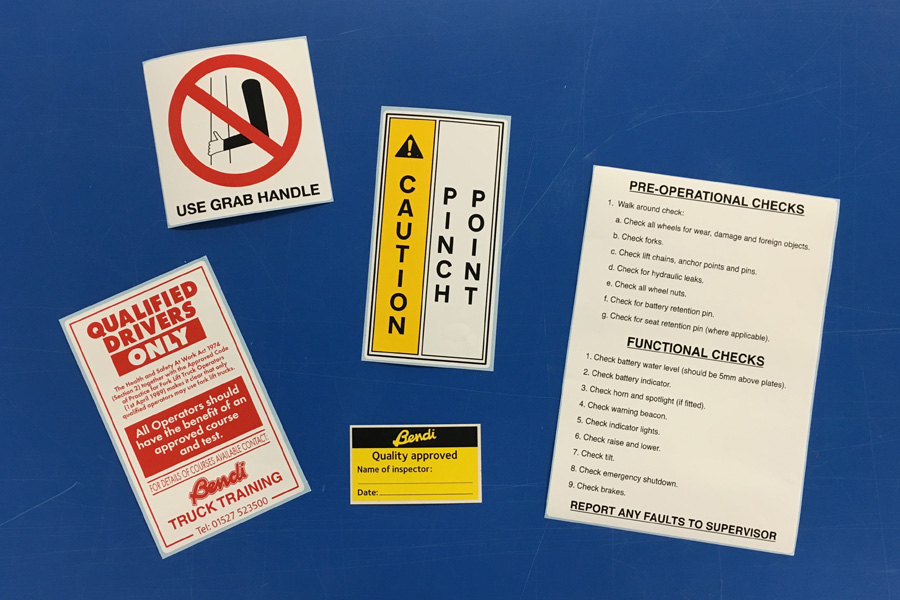 USE GRAB HANDLE
CAUTION
PINCH
POINT
QUALIFIED
DRIVERS
ONLY
The Health and Safety At Work Act 1974
(Section 2) together with the Approved Code
of Practice for Fork Lift Truck Operators
(1st April 1989) makes it clear that only
qualified operators may use fork lift trucks.
All Operators should
have the benefit of an
approved course
and test.
FOR DETAILS OF COURSES AVAILABLE CONTACT:
Bendi
TRUCK TRAINING
Tel: 01527 523500
Bendi
Quality approved
Name of inspector:
Date:
PRE-OPERATIONAL CHECKS
1. Walk around check:
a. Check all wheels for wear, damage and foreign objects.
b. Check forks.
c. Check lift chains, anchor points and pins.
d. Check for hydraulic leaks.
e. Check all wheel nuts.
f. Check for battery retention pin.
g. Check for seat retention pin (where applicable).
FUNCTIONAL CHECKS
1. Check battery water level (should be 5mm above plates).
2. Check battery indicator.
3. Check horn and spotlight (if fitted).
4. Check warning beacon.
5. Check indicator lights.
6. Check raise and lower.
7. Check tilt.
8. Check emergency shutdown.
9. Check brakes.
REPORT ANY FAULTS TO SUPERVISOR